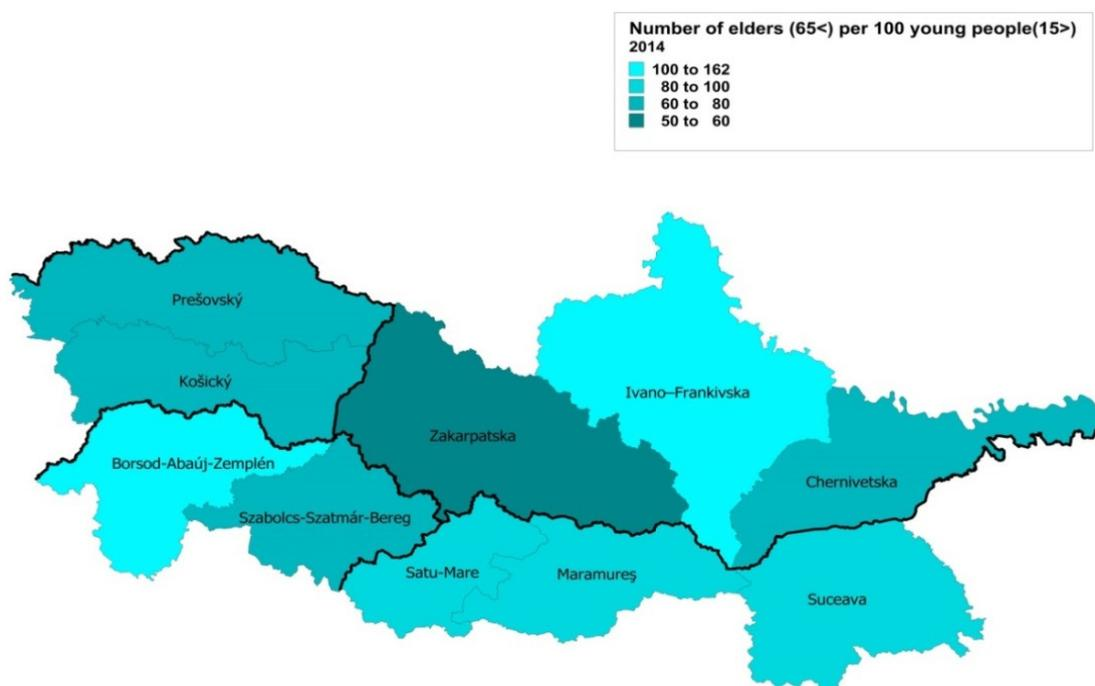 Number of elders (65<) per 100 young people(15>)
2014
100 to 162
80 to 100
60 to 80
50 to 60
Prešovský
Košický
Ivano–Frankivska
Zakarpatska
Borsod-Abaúj-Zemplén
Chernivetska
Szabolcs-Szatmár-Bereg
Satu-Mare
Maramureş
Suceava